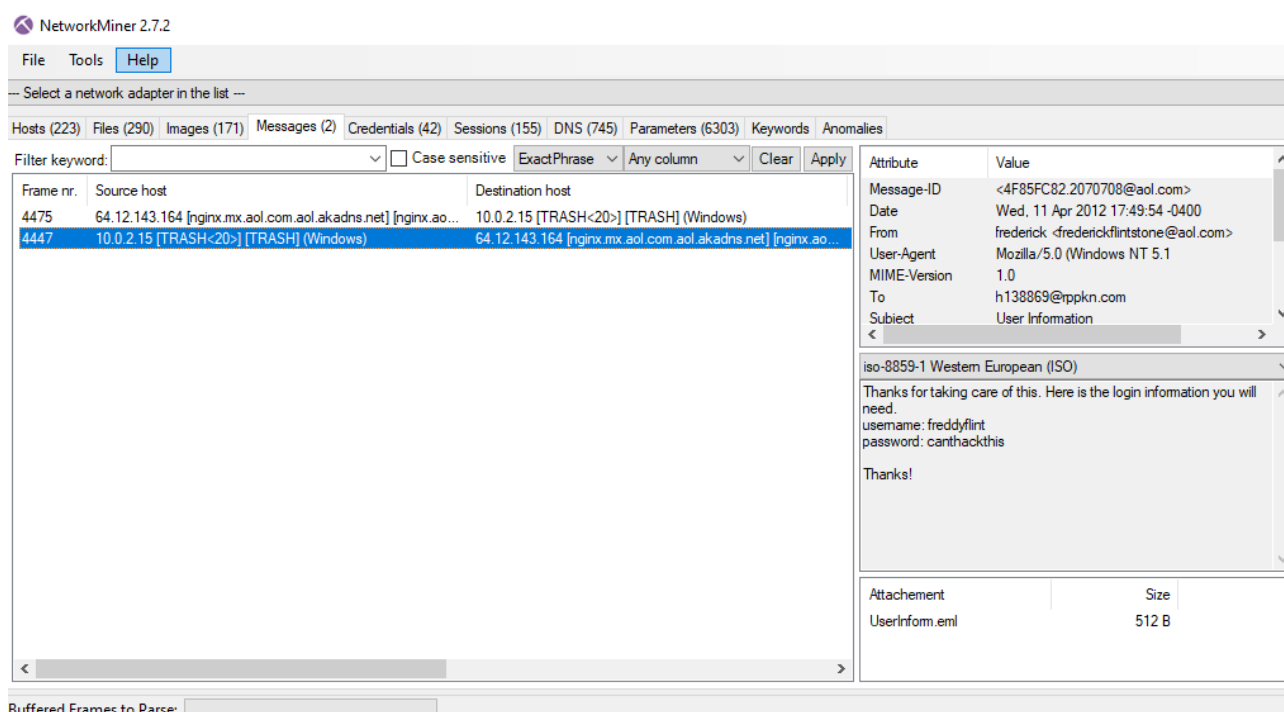 NetworkMiner 2.7.2
File Tools Help
--- Select a network adapter in the list ---
Hosts (223) Files (290) Images (171) Messages (2) Credentials (42) Sessions (155) DNS (745) Parameters (6303) Keywords Anomalies
Filter keyword: Case sensitive ExactPhrase Any column Clear Apply
Frame nr. Source host Destination host
4475 64.12.143.164 [nginx.mx.aol.com.aol.akadns.net] [nginx.ao... 10.0.2.15 [TRASH<20>] [TRASH] (Windows)
4447 10.0.2.15 [TRASH<20>] [TRASH] (Windows) 64.12.143.164 [nginx.mx.aol.com.aol.akadns.net] [nginx.ao...
Attribute Value
Message-ID <4F85FC82.2070708@aol.com>
Date Wed, 11 Apr 2012 17:49:54 -0400
From frederick <frederickflintstone@aol.com>
User-Agent Mozilla/5.0 (Windows NT 5.1
MIME-Version 1.0
To h138869@rppkn.com
Subject User Information
iso-8859-1 Western European (ISO)
Thanks for taking care of this. Here is the login information you will
need.
username: freddyflint
password: canthackthis
Thanks!
Attachement Size
UserInform.eml 512 B
Buffered Frames to Parse: